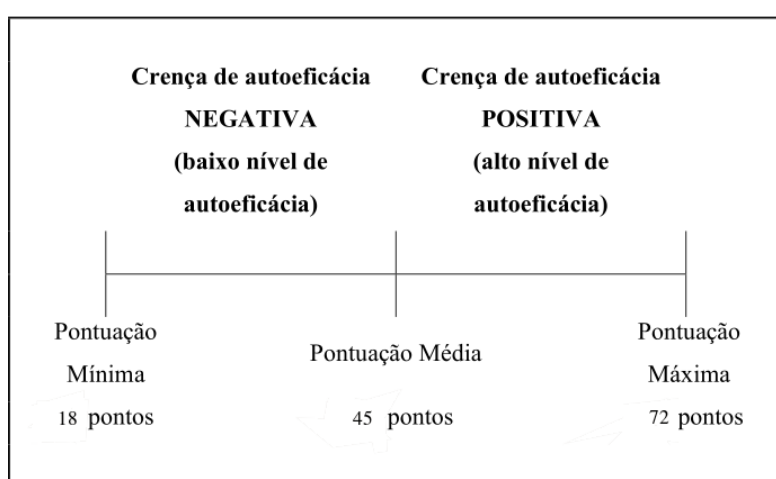 Crença de autoeficácia
NEGATIVA
(baixo nível de
autoeficácia)
Crença de autoeficácia
POSITIVA
(alto nível de
autoeficácia)
Pontuação
Mínima
18 pontos
Pontuação Média
45 pontos
Pontuação
Máxima
72 pontos